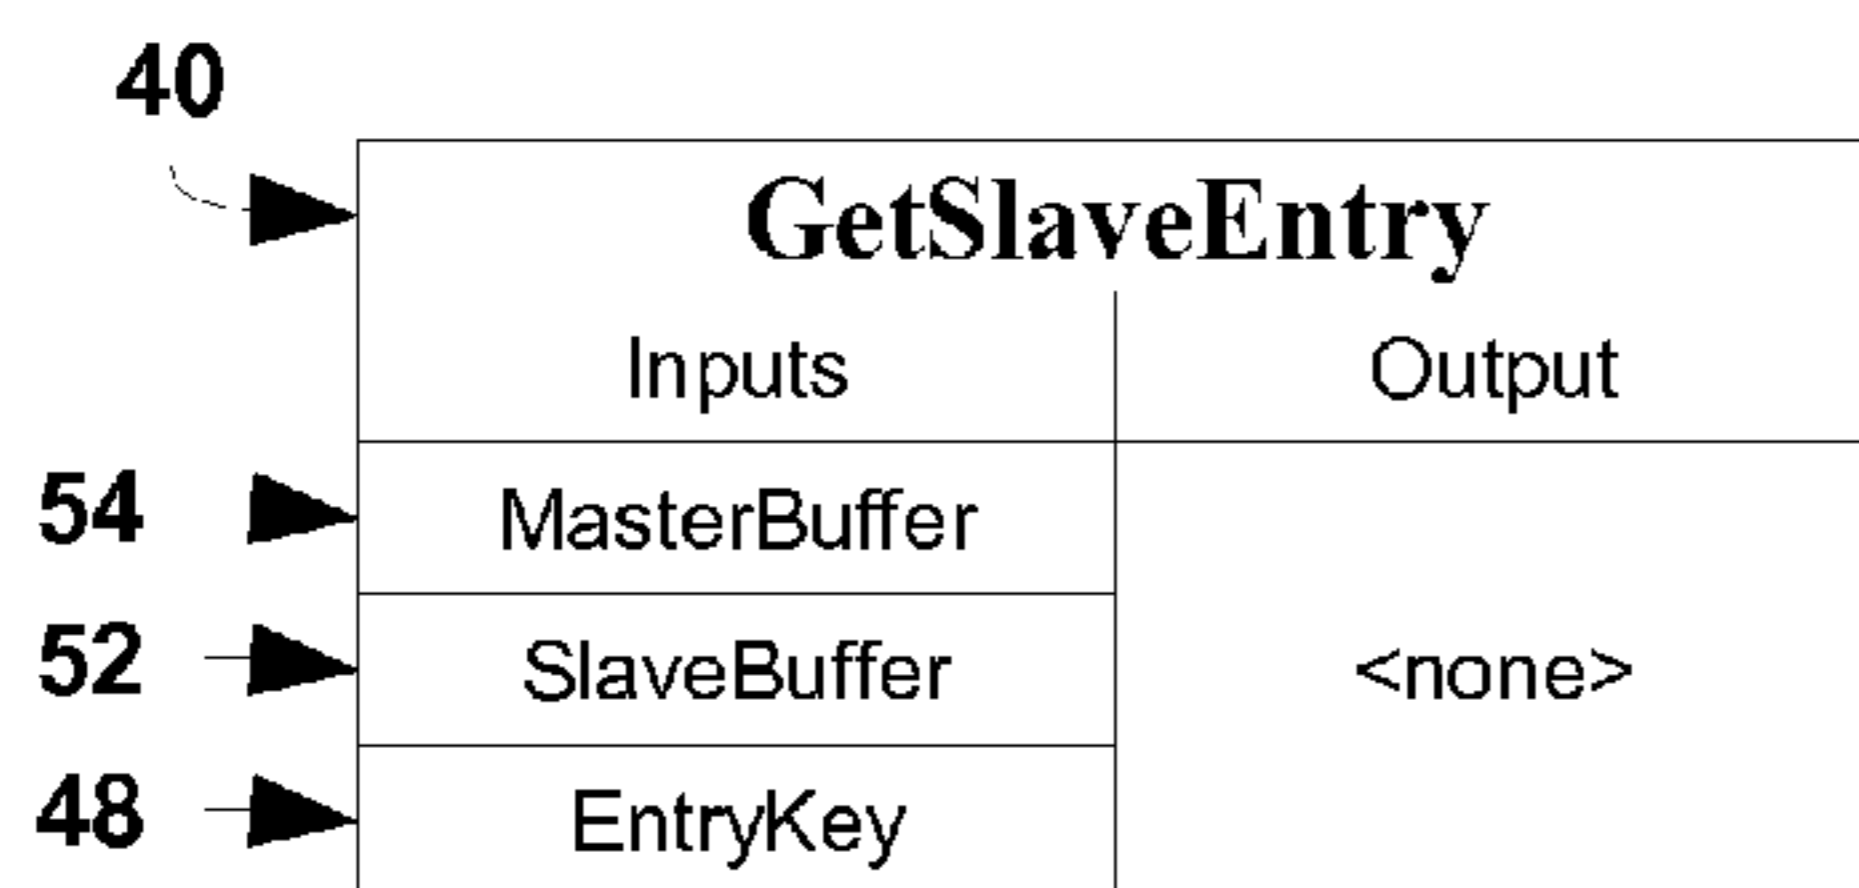 40
GetSlaveEntry
Inputs Output
54 MasterBuffer
52 SlaveBuffer <none>
48 EntryKey